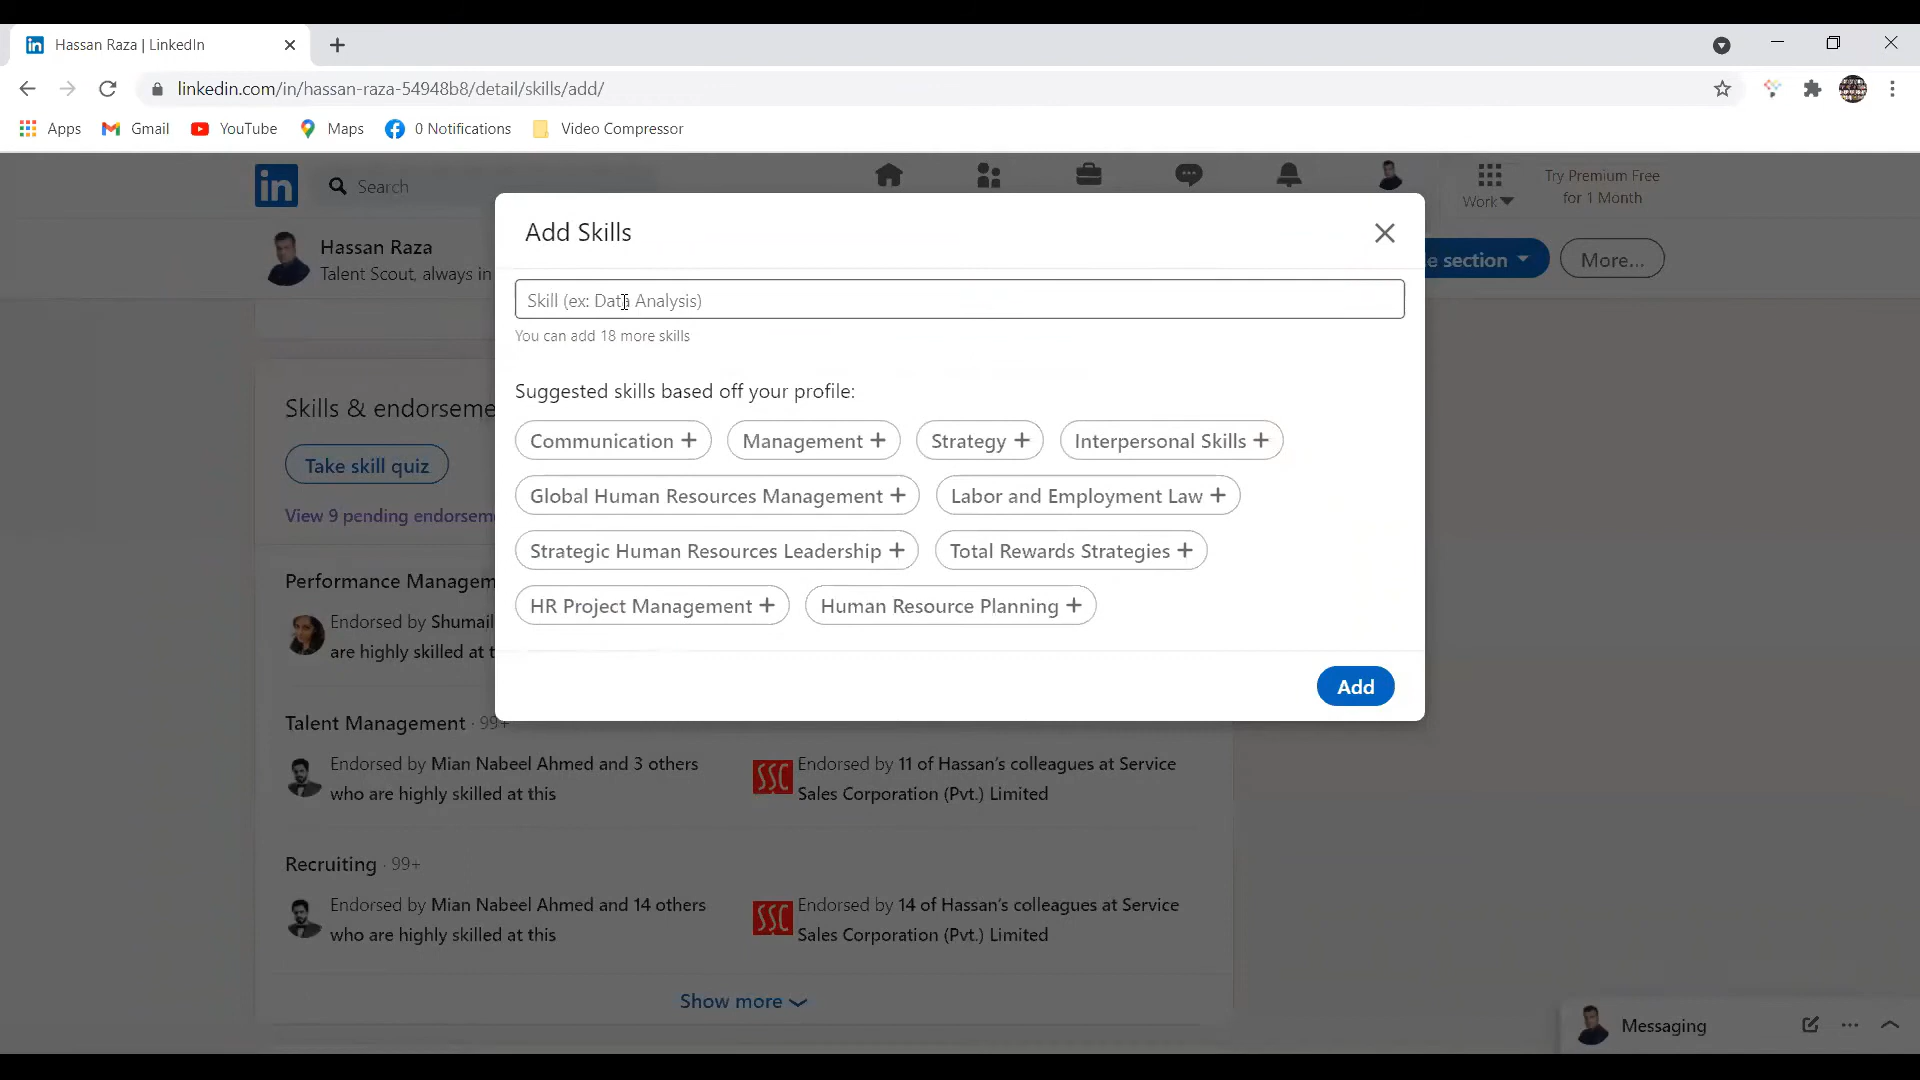 Hassan Raza | LinkedIn
linkedin.com/in/hassan-raza-54948b8/detail/skills/add/
Apps Gmail YouTube Maps 0 Notifications Video Compressor
in Search
Work
Try Premium Free
for 1 Month
Hassan Raza
Talent Scout, always in
e section More...
Add Skills
Skill (ex: Data Analysis)
You can add 18 more skills
Suggested skills based off your profile:
Communication + Management + Strategy + Interpersonal Skills +
Global Human Resources Management + Labor and Employment Law +
Strategic Human Resources Leadership + Total Rewards Strategies +
HR Project Management + Human Resource Planning +
Add
Skills & endorseme
Take skill quiz
View 9 pending endorseme
Performance Managem
Endorsed by Shumail
are highly skilled at t
Talent Management · 99+
Endorsed by Mian Nabeel Ahmed and 3 others
who are highly skilled at this
SSC
Endorsed by 11 of Hassan's colleagues at Service
Sales Corporation (Pvt.) Limited
Recruiting · 99+
Endorsed by Mian Nabeel Ahmed and 14 others
who are highly skilled at this
SSC
Endorsed by 14 of Hassan's colleagues at Service
Sales Corporation (Pvt.) Limited
Show more
Messaging